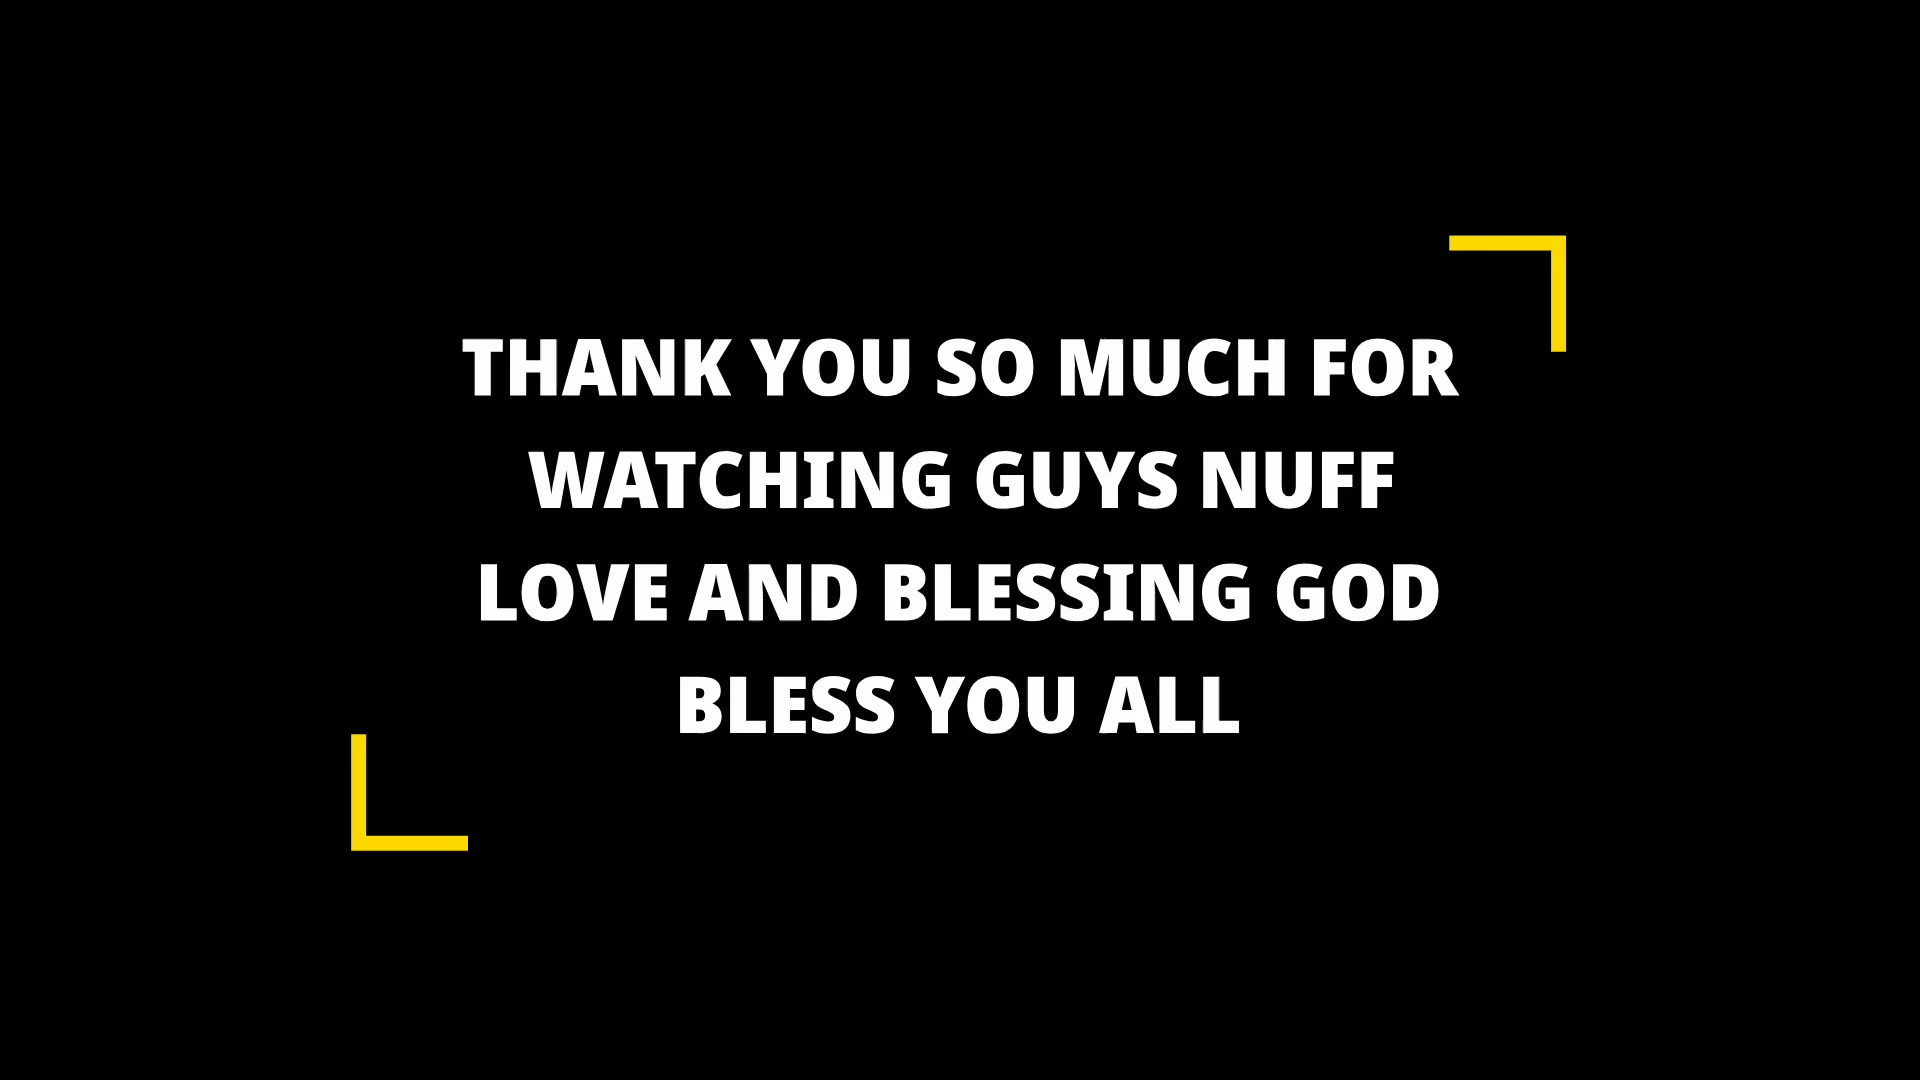 THANK YOU SO MUCH FOR
WATCHING GUYS NUFF
LOVE AND BLESSING GOD
BLESS YOU ALL